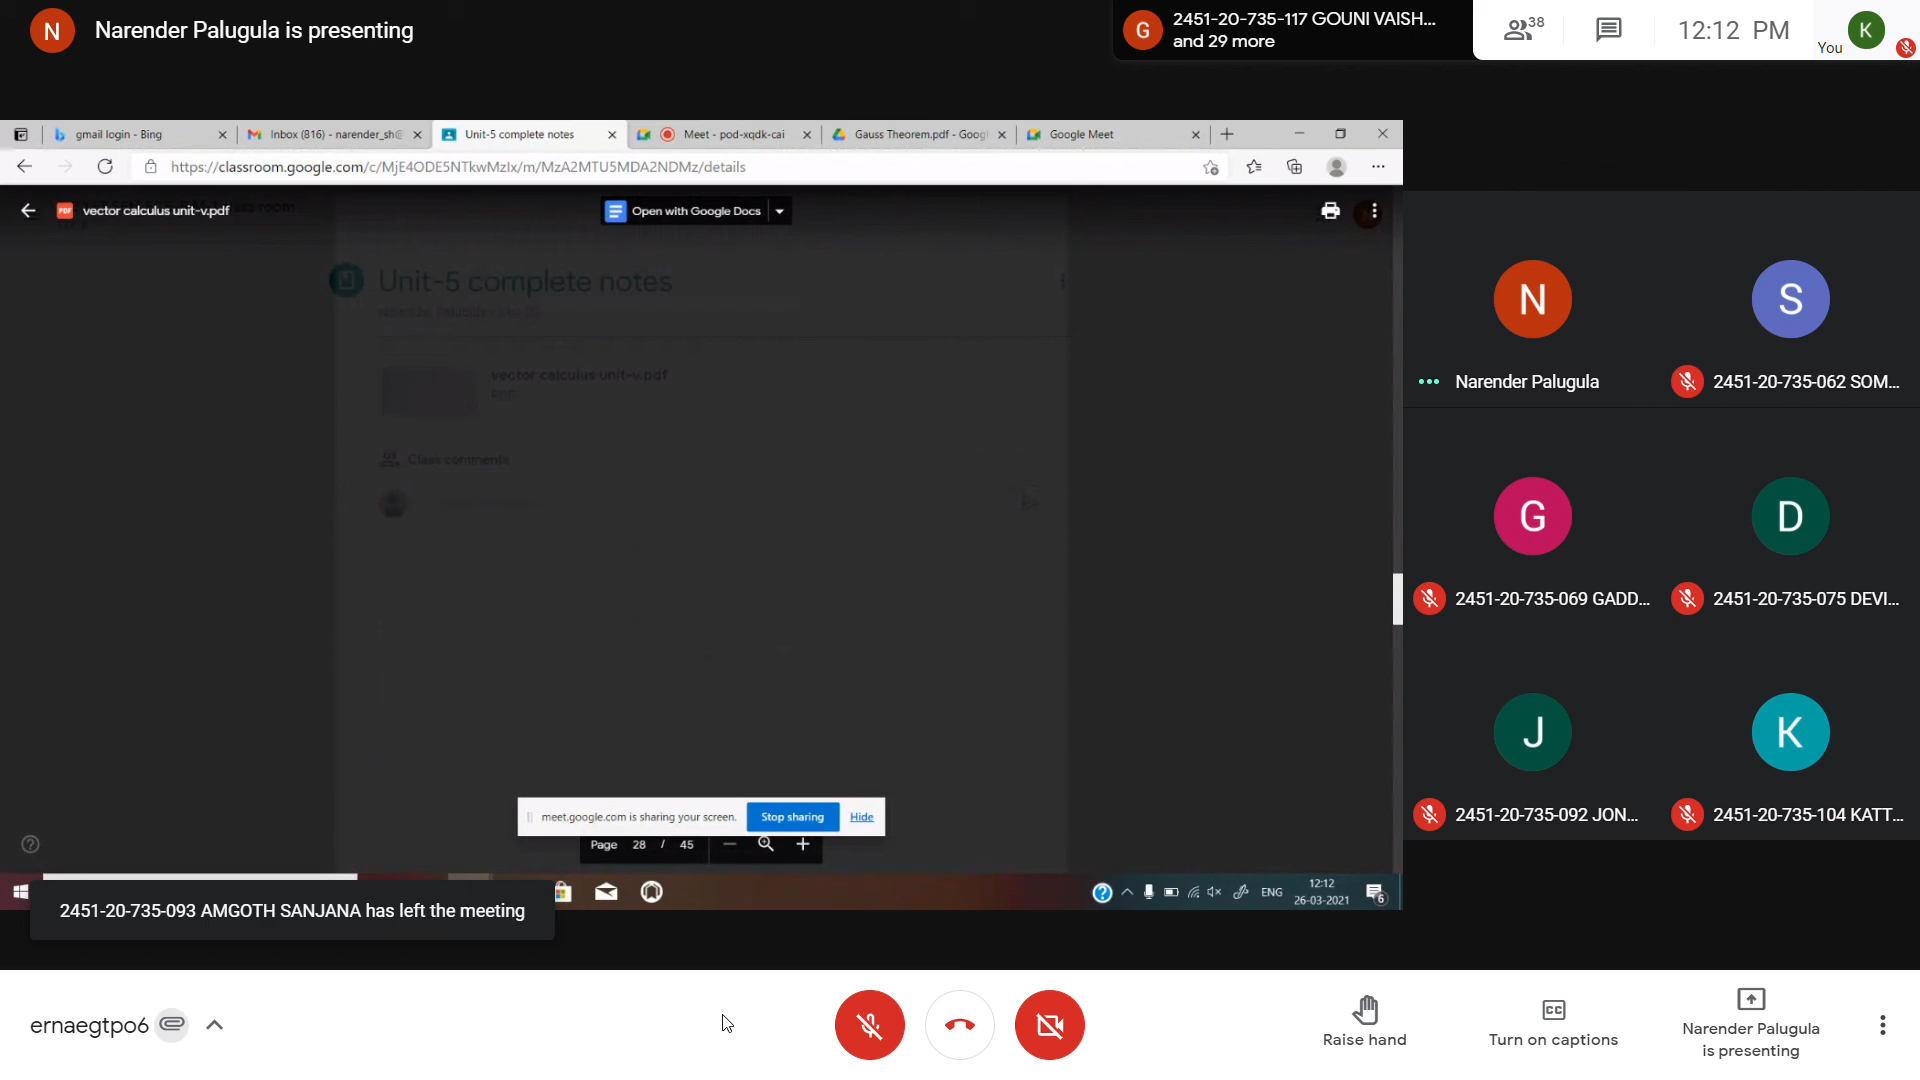 N Narender Palugula is presenting
G 2451-20-735-117 GOUNI VAISH...
and 29 more
38
12:12 PM
You K
gmail login - Bing
Inbox (816) - narender_sh@
Unit-5 complete notes
Meet - pod-xqdk-cai
Gauss Theorem.pdf - Goog
Google Meet
https://classroom.google.com/c/MjE4ODE5NTkwMzIx/m/MzA2MTU5MDA2NDMz/details
PDF vector calculus unit-v.pdf
Open with Google Docs
Unit-5 complete notes
vector calculus unit-v.pdf
PDF
Class comments
meet.google.com is sharing your screen.
Stop sharing
Hide
Page 28 / 45
ENG
12:12
26-03-2021
6
2451-20-735-093 AMGOTH SANJANA has left the meeting
N
Narender Palugula
S
2451-20-735-062 SOM...
G
2451-20-735-069 GADD...
D
2451-20-735-075 DEVI...
J
2451-20-735-092 JON...
K
2451-20-735-104 KATT...
ernaegtpo6
Raise hand
CC
Turn on captions
Narender Palugula
is presenting